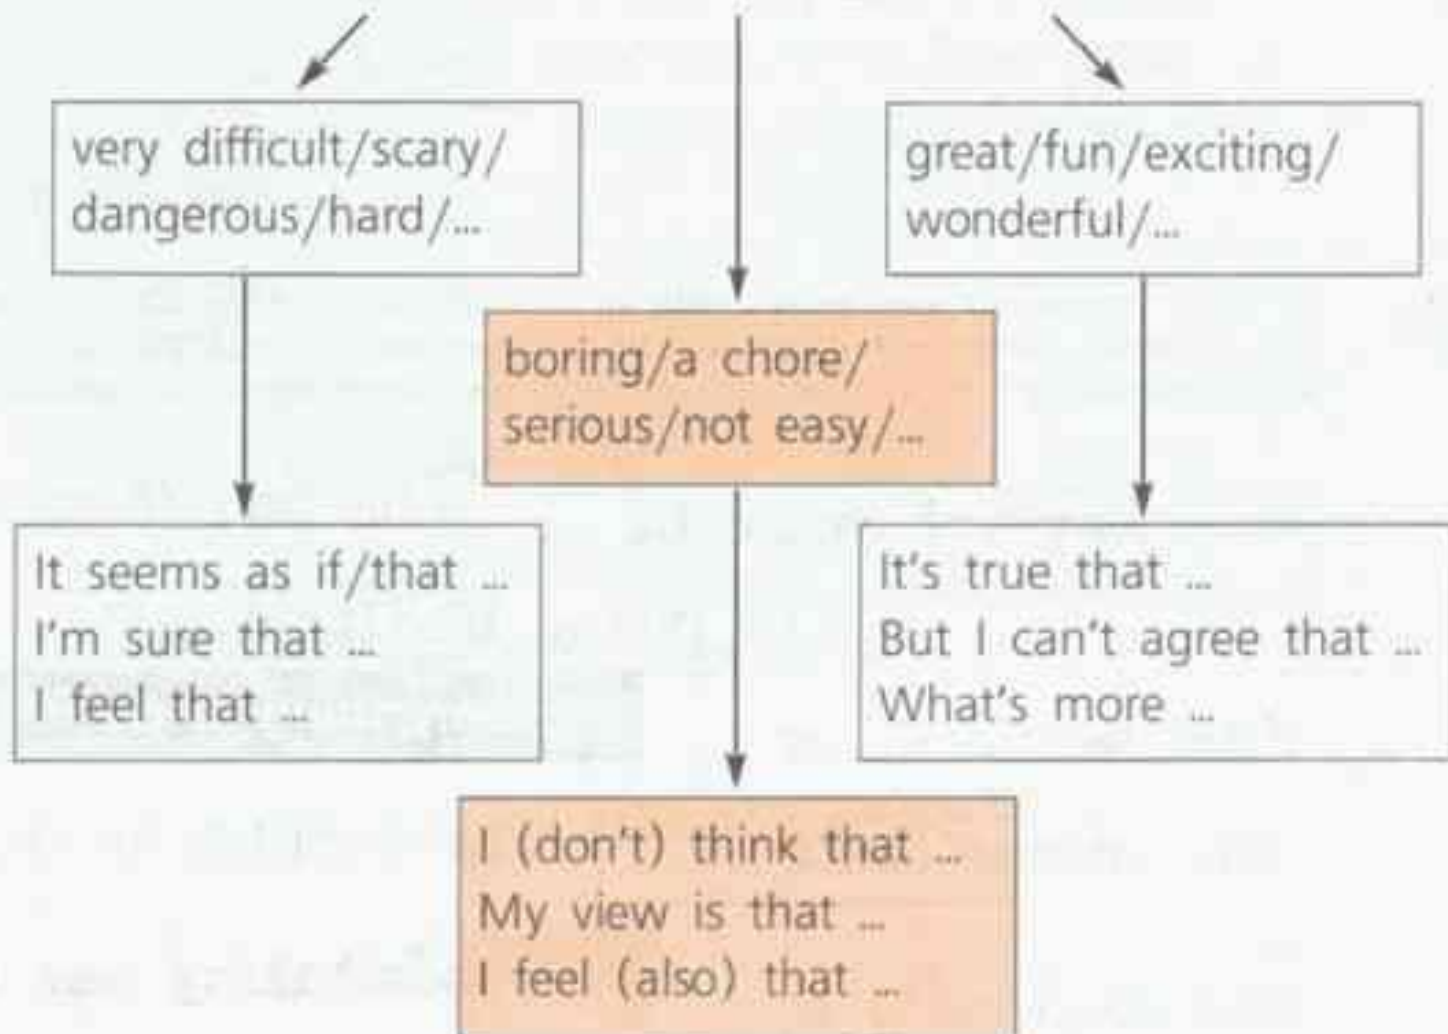 very difficult/scary/
dangerous/hard/...
great/fun/exciting/
wonderful/...
boring/a chore/
serious/not easy/...
It seems as if/that ...
I'm sure that ...
I feel that ...
It's true that ...
But I can't agree that ...
What's more ...
I (don't) think that ...
My view is that ...
I feel (also) that ...